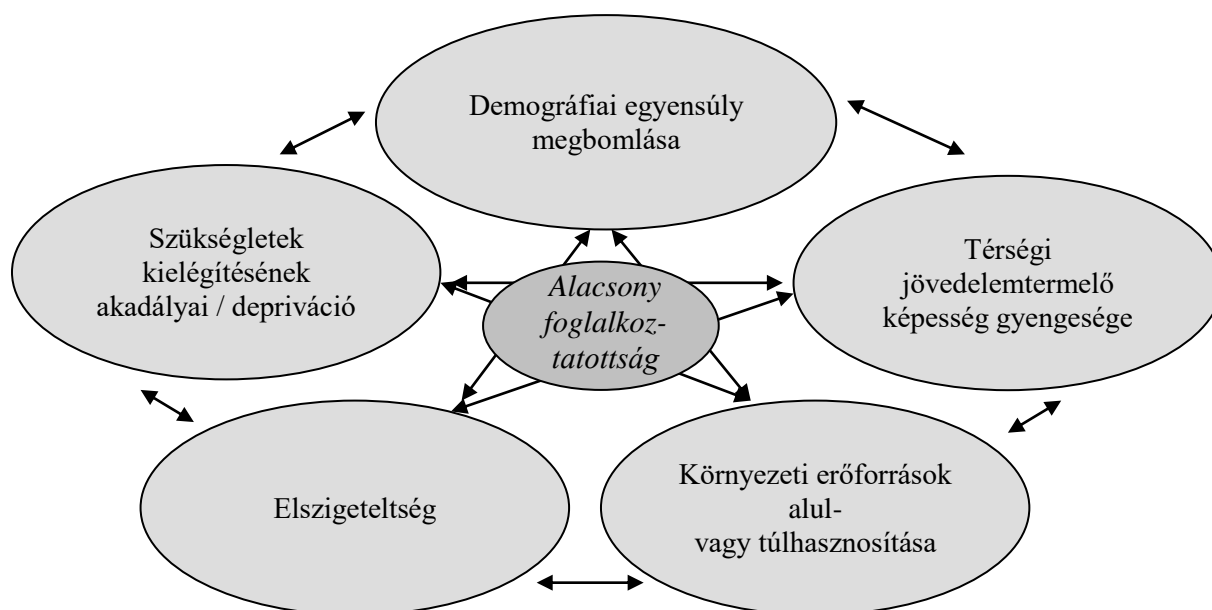 Demográfiai egyensúly
megbomlása
Szükségletek
kielégítésének
akadályai / depriváció
Alacsony
foglalkoz-
tatottság
Térségi
jövedelemtermelő
képesség gyengesége
Elszigeteltség
Környezeti erőforrások
alul-
vagy túlhasznosítása